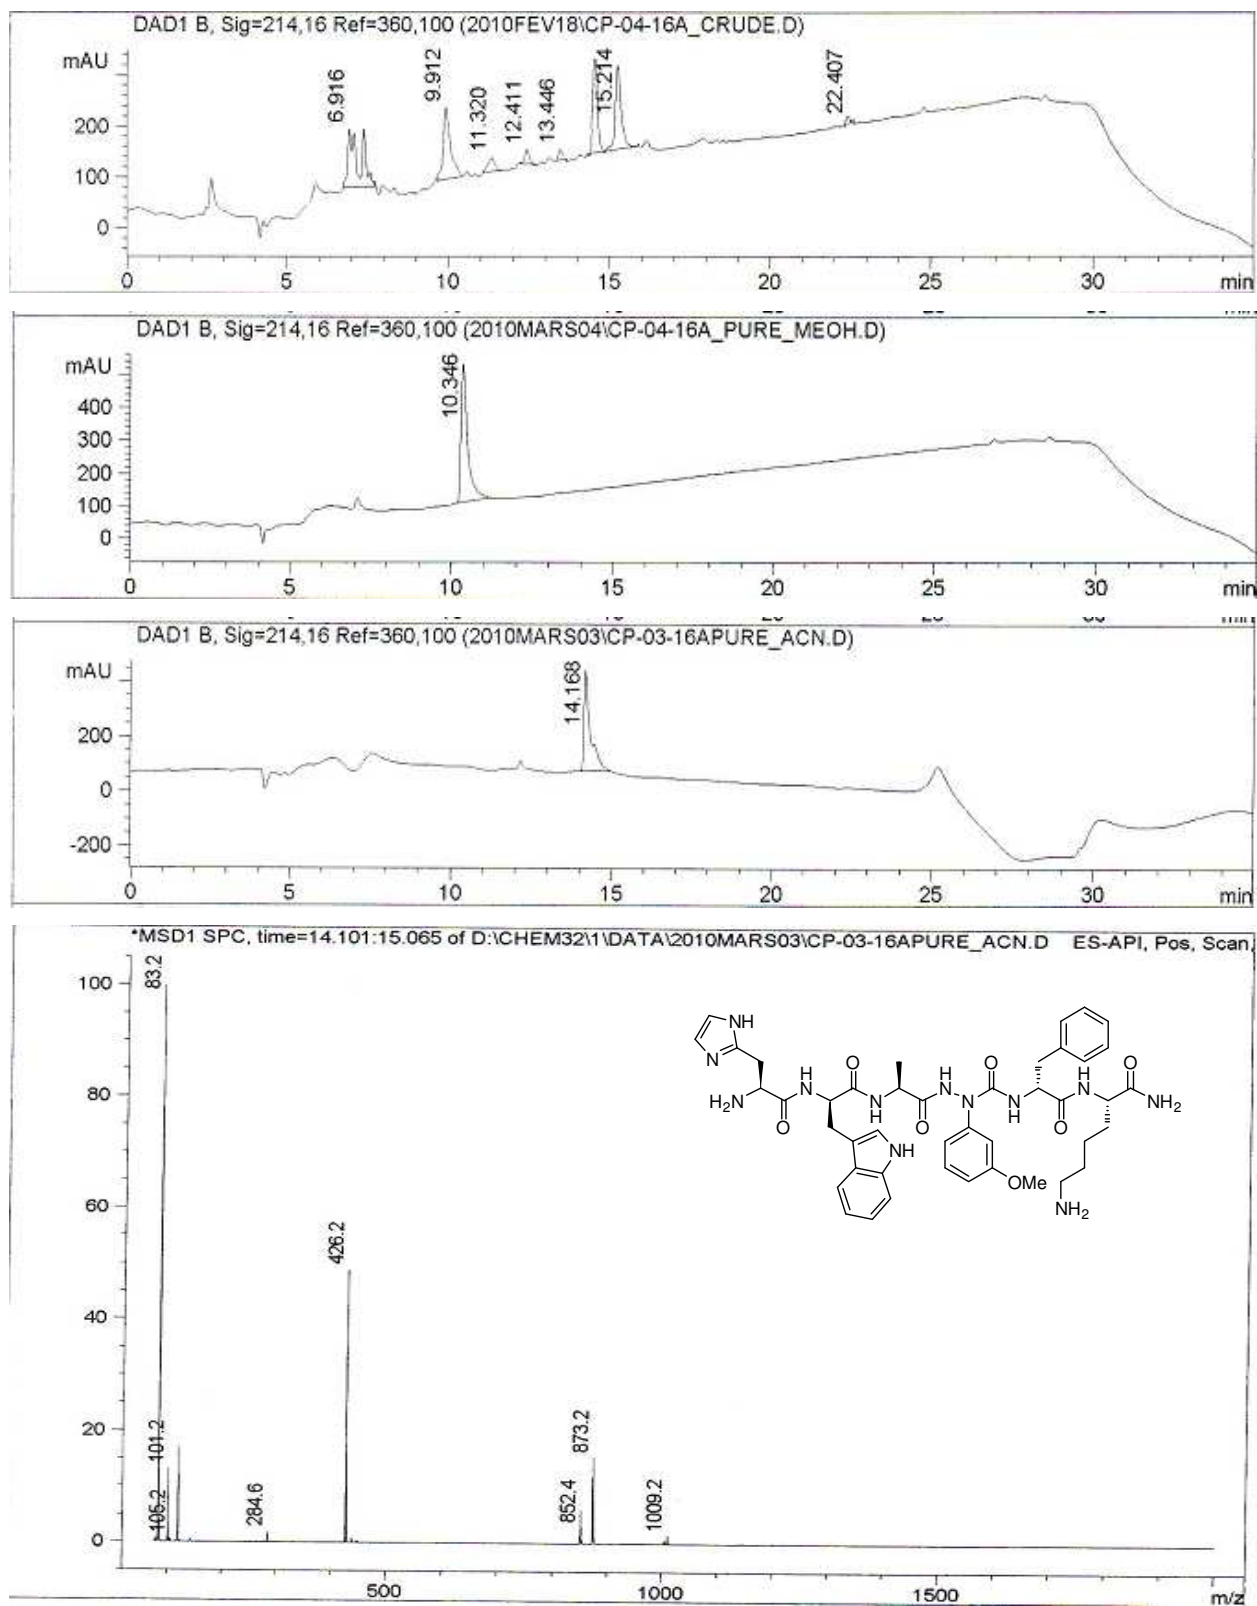 DAD1 B, Sig=214,16 Ref=360,100 (2010FEV18\CP-04-16A_CRUDE.D)
mAU
200
100
0
6.916
9.912
11.320
12.411
13.446
15.214
22.407
0 5 10 15 20 25 30 min
DAD1 B, Sig=214,16 Ref=360,100 (2010MARS04\CP-04-16A_PURE_MEOH.D)
mAU
400
300
200
100
0
10.346
0 5 10 15 20 25 30 min
DAD1 B, Sig=214,16 Ref=360,100 (2010MARS03\CP-03-16APURE_ACN.D)
mAU
200
0
-200
14.168
0 5 10 15 20 25 30 min
*MSD1 SPC, time=14.101:15.065 of D:\CHEM32\1\DATA\2010MARS03\CP-03-16APURE_ACN.D ES-API, Pos, Scan,
100
80
60
40
20
0
83.2
101.2
105.2
284.6
426.2
852.4
873.2
1009.2
NH
N
H2N
O
H
N
O
N
H
O
H
N
N
O
N
H
O
H
N
O
NH2
NH
OMe
NH2
500 1000 1500 m/z